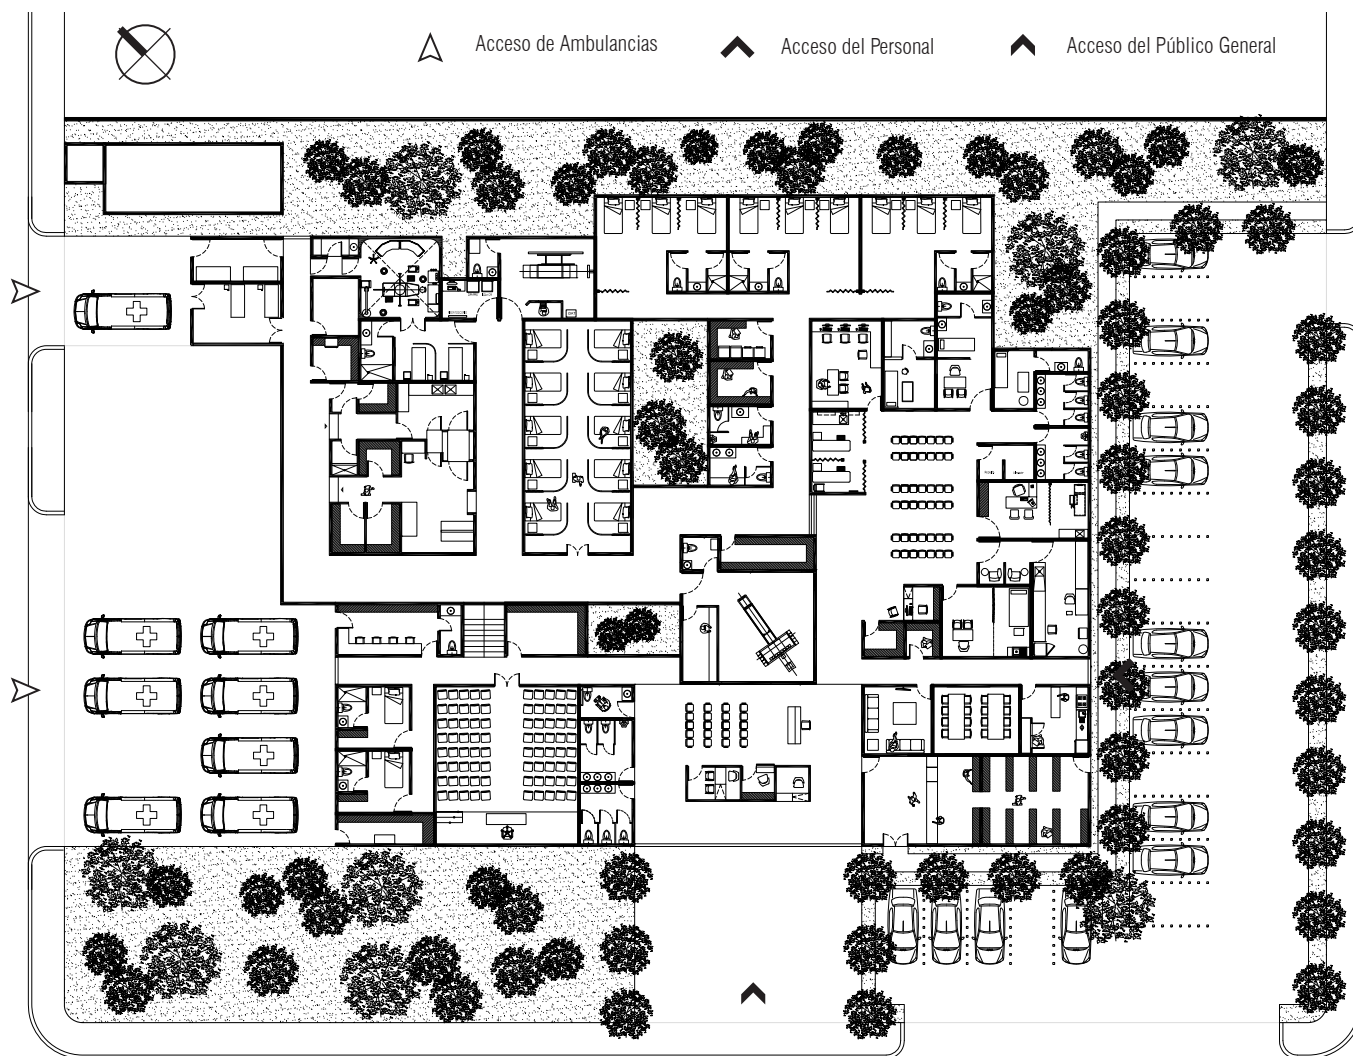 Acceso de Ambulancias
Acceso del Personal
Acceso del Público General